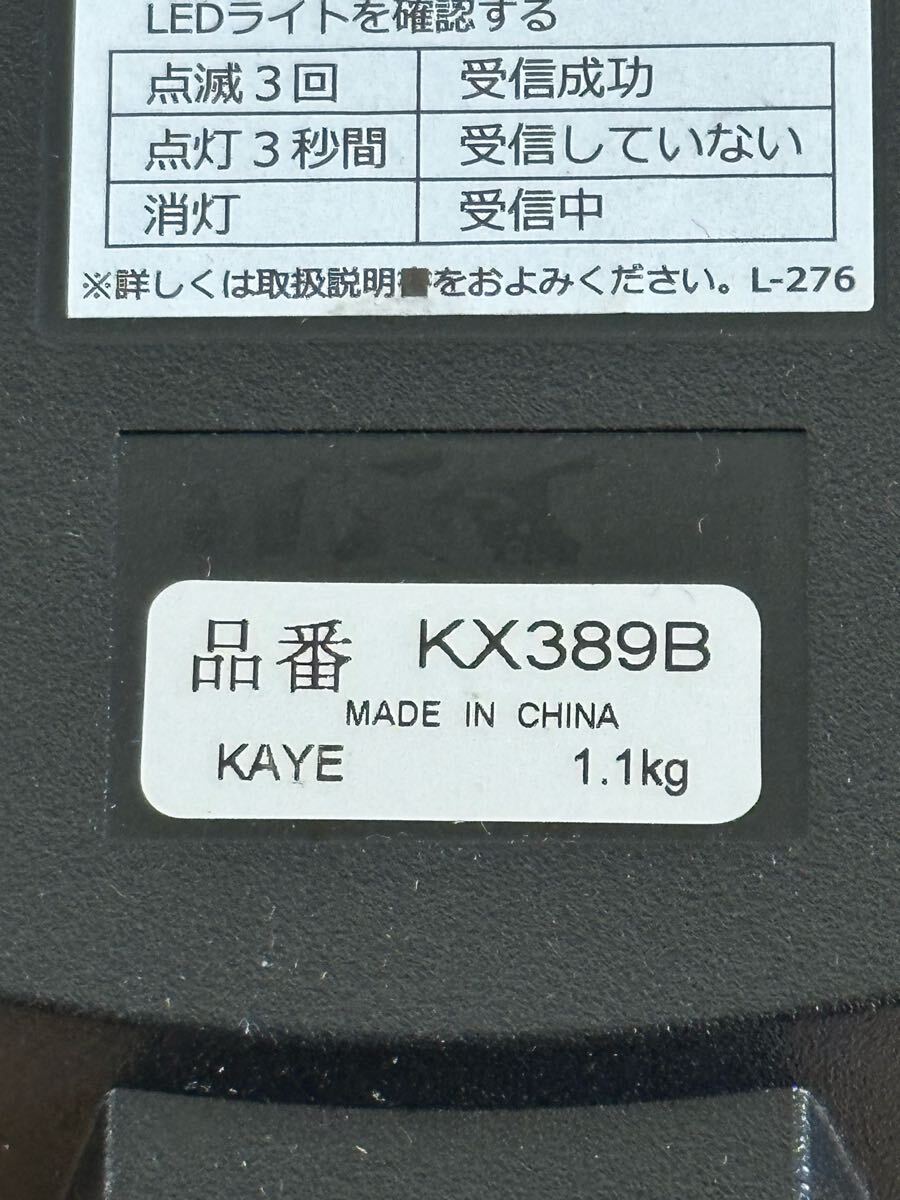 LEDライトを確認する
点滅３回 受信成功
点灯３秒間 受信していない
消灯 受信中
※詳しくは取扱説明書をおよみください。L-276
品番 KX389B
MADE IN CHINA
KAYE 1.1kg